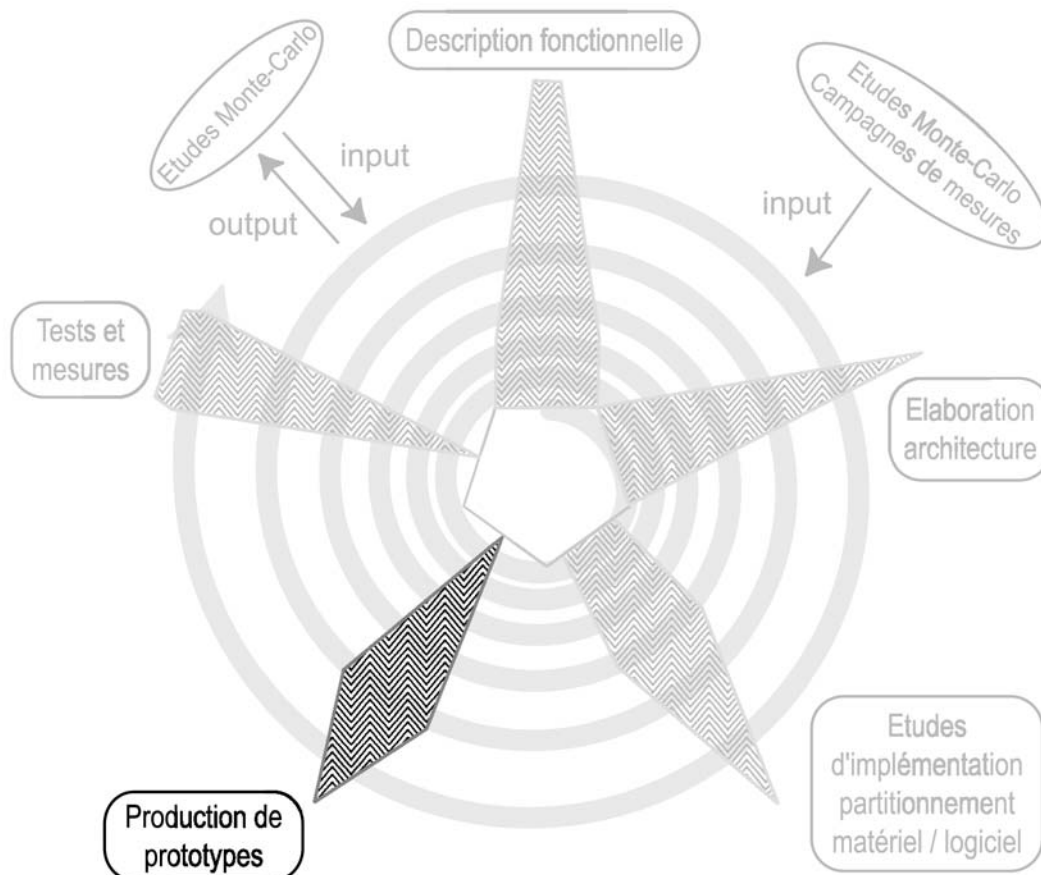 Description fonctionnelle
Etudes Monte-Carlo
input
output
Etudes Monte-Carlo
Campagnes de mesures
input
Tests et
mesures
Elaboration
architecture
Etudes
d'implémentation
partitionnement
matériel / logiciel
Production de
prototypes